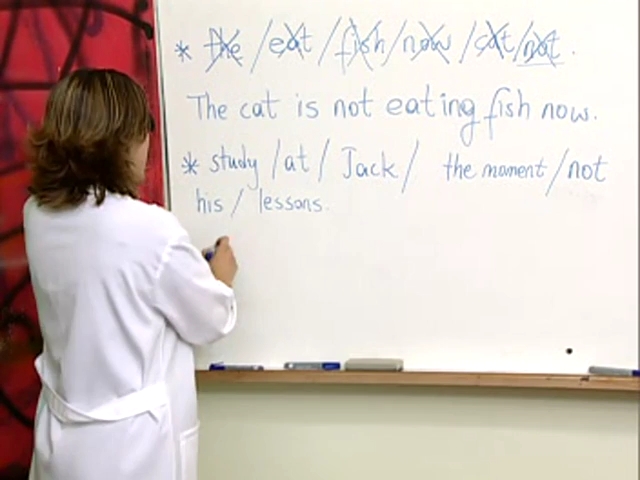 * the / eat / fish / now / cat / not .
The cat is not eating fish now.
* study / at / Jack / the moment / not
his / lessons.